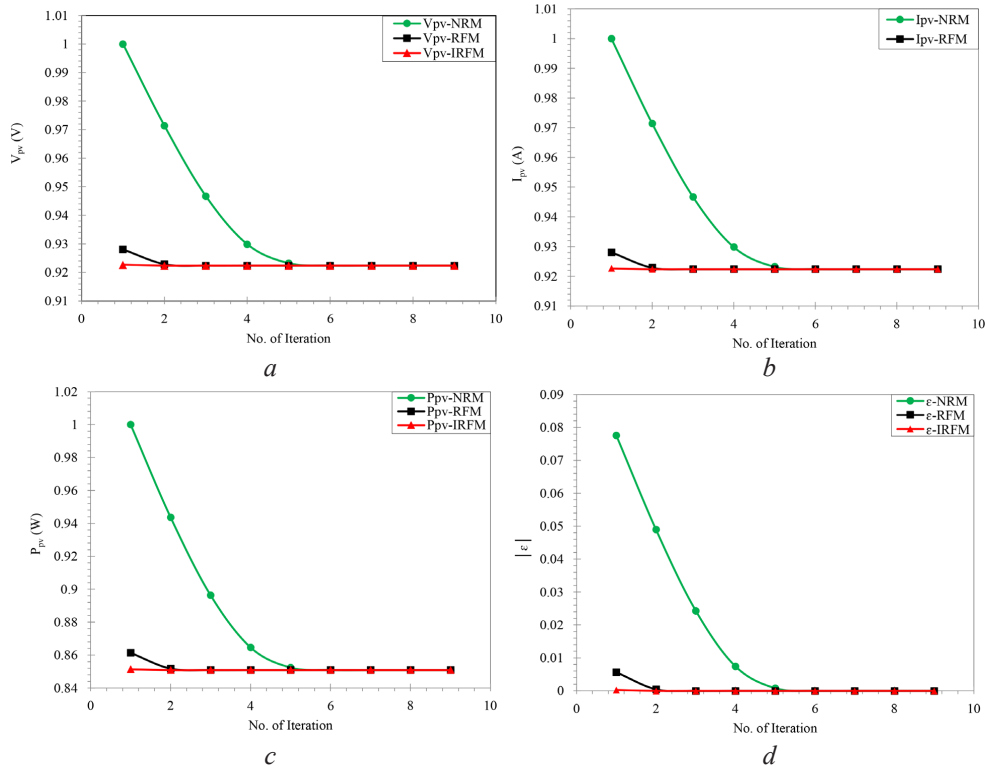 1.01
1
0.99
0.98
0.97
0.96
0.95
0.94
0.93
0.92
0.91
V_pv (V)
Vpv-NRM
Vpv-RFM
Vpv-IRFM
0 2 4 6 8 10
No. of Iteration
a
1.01
1
0.99
0.98
0.97
0.96
0.95
0.94
0.93
0.92
0.91
I_pv (A)
Ipv-NRM
Ipv-RFM
0 2 4 6 8 10
No. of Iteration
b
1.02
1
0.98
0.96
0.94
0.92
0.9
0.88
0.86
0.84
P_pv (W)
Ppv-NRM
Ppv-RFM
Ppv-IRFM
0 2 4 6 8 10
No. of Iteration
c
0.09
0.08
0.07
0.06
0.05
0.04
0.03
0.02
0.01
0
| ε |
ε-NRM
ε-RFM
ε-IRFM
0 2 4 6 8 10
No. of Iteration
d